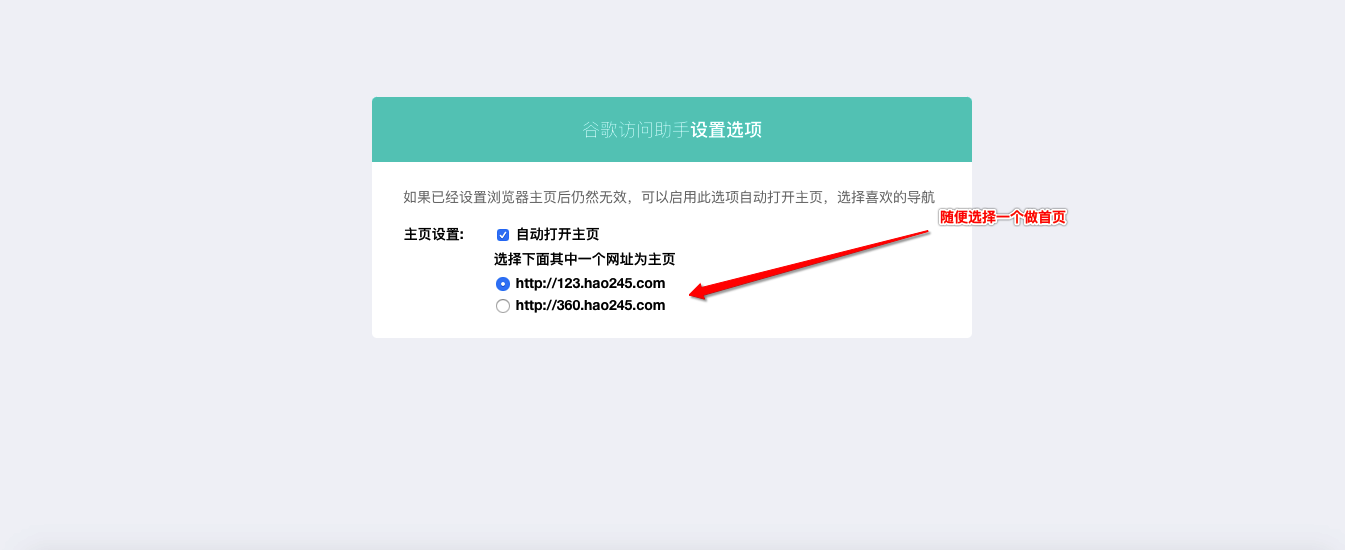 谷歌访问助手设置选项
如果已经设置浏览器主页后仍然无效，可以启用此选项自动打开主页，选择喜欢的导航
随便选择一个做首页
主页设置: 自动打开主页
选择下面其中一个网址为主页
http://123.hao245.com
http://360.hao245.com